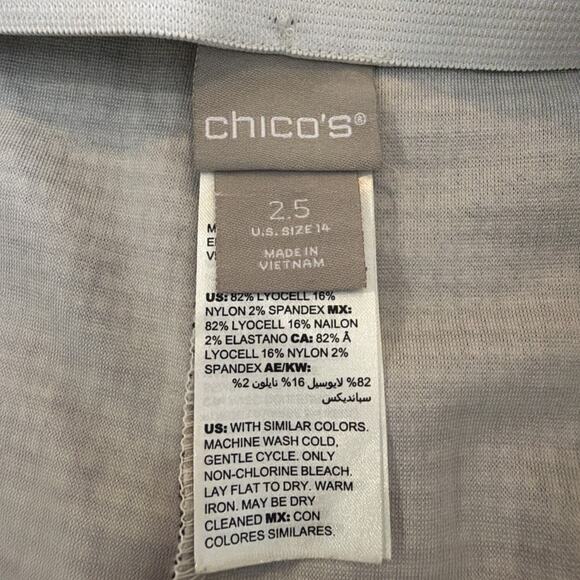 chico's®
2.5
U.S. SIZE 14
MADE IN
VIETNAM
US: 82% LYOCELL 16%
NYLON 2% SPANDEX MX:
82% LYOCELL 16% NAILON
2% ELASTANO CA: 82% Â
LYOCELL 16% NYLON 2%
SPANDEX AE/KW:
82% لايوسيل 16% نايلون 2%
سبانديكس
US: WITH SIMILAR COLORS.
MACHINE WASH COLD,
GENTLE CYCLE. ONLY
NON-CHLORINE BLEACH.
LAY FLAT TO DRY. WARM
IRON. MAY BE DRY
CLEANED MX: CON
COLORES SIMILARES.